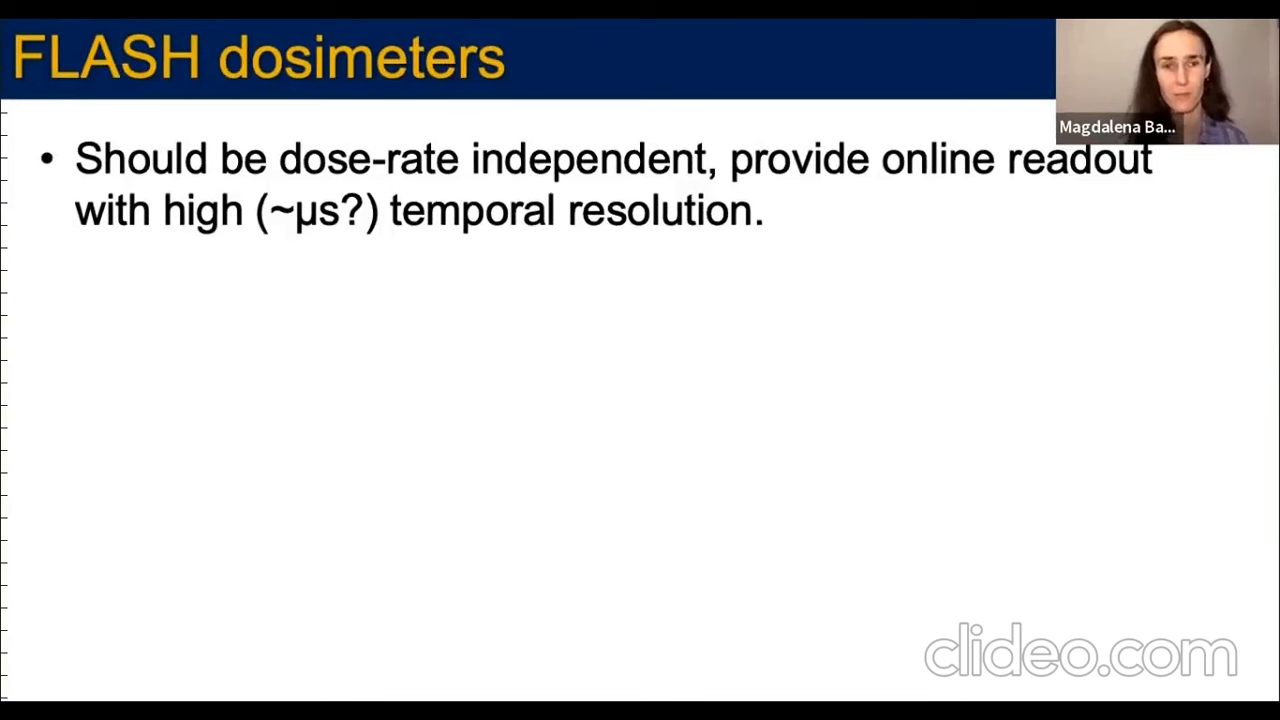 FLASH dosimeters
Magdalena Ba...
• Should be dose-rate independent, provide online readout
with high (~µs?) temporal resolution.
clideo.com